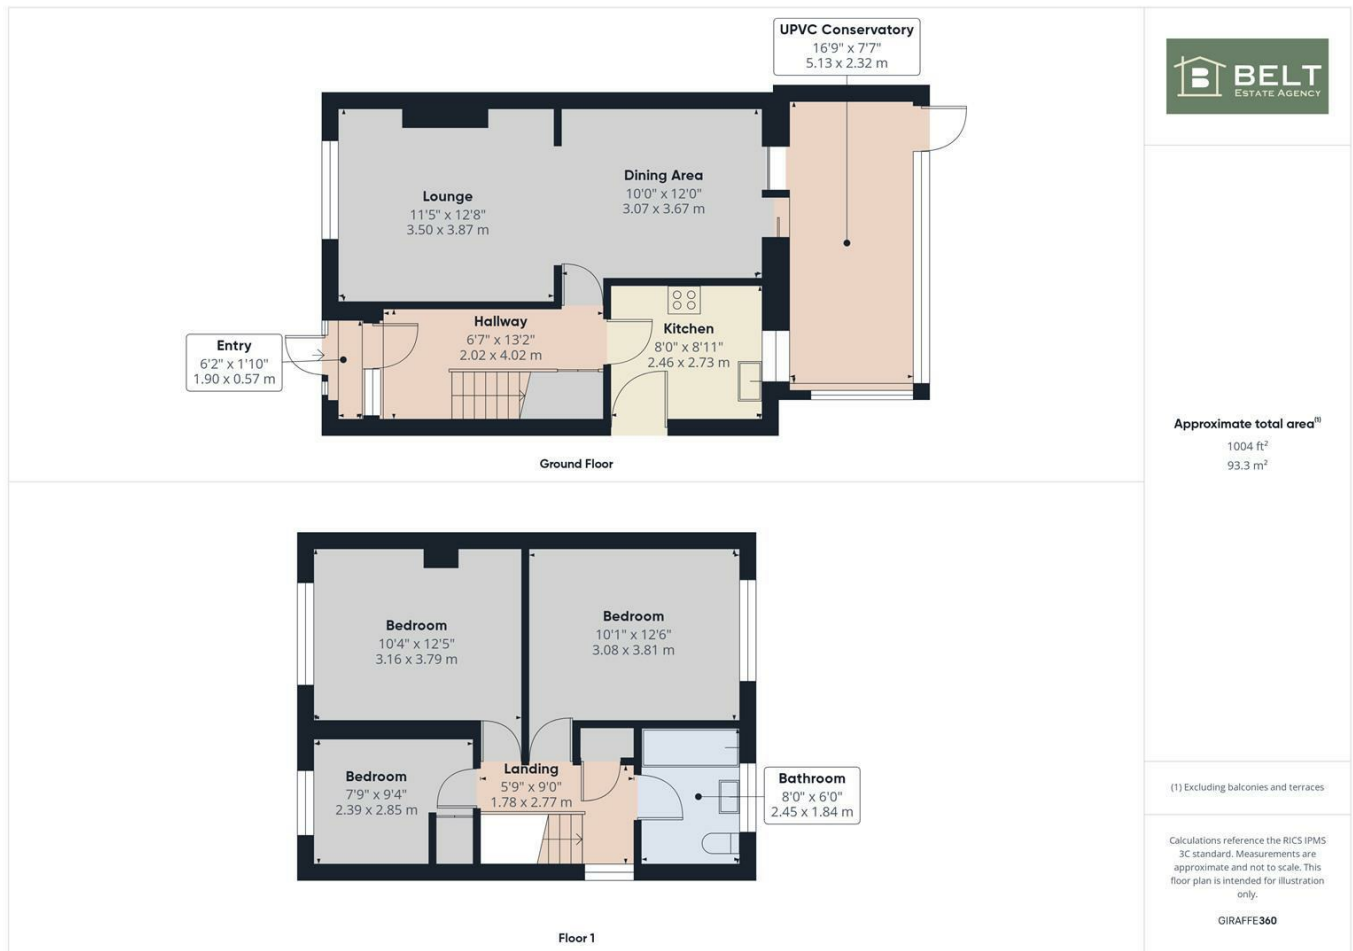 UPVC Conservatory
16'9" x 7'7"
5.13 x 2.32 m
Lounge
11'5" x 12'8"
3.50 x 3.87 m
Dining Area
10'0" x 12'0"
3.07 x 3.67 m
Entry
6'2" x 1'10"
1.90 x 0.57 m
Hallway
6'7" x 13'2"
2.02 x 4.02 m
Kitchen
8'0" x 8'11"
2.46 x 2.73 m
Ground Floor
Bedroom
10'4" x 12'5"
3.16 x 3.79 m
Bedroom
10'1" x 12'6"
3.08 x 3.81 m
Bedroom
7'9" x 9'4"
2.39 x 2.85 m
Landing
5'9" x 9'0"
1.78 x 2.77 m
Bathroom
8'0" x 6'0"
2.45 x 1.84 m
Floor 1
B BELT
ESTATE AGENCY
Approximate total area(1)
1004 ft²
93.3 m²
(1) Excluding balconies and terraces
Calculations reference the RICS IPMS
3C standard. Measurements are
approximate and not to scale. This
floor plan is intended for illustration
only.
GIRAFFE360